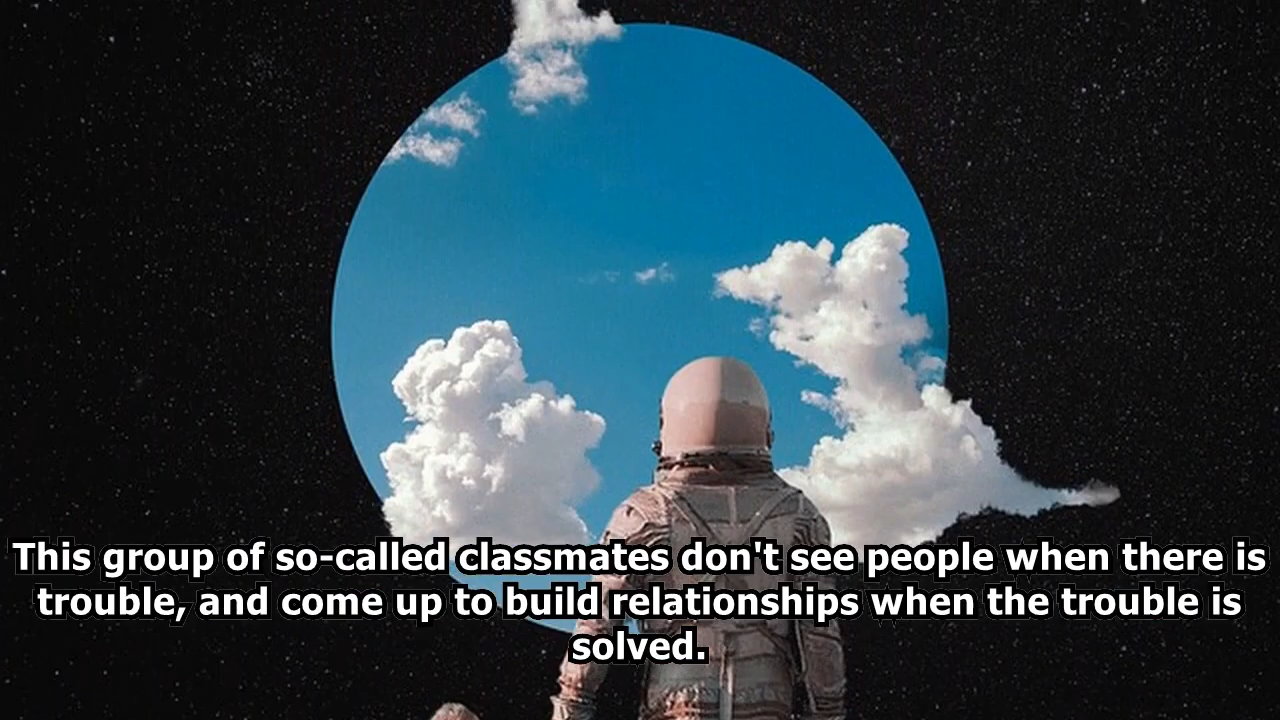 This group of so-called classmates don't see people when there is
trouble, and come up to build relationships when the trouble is
solved.